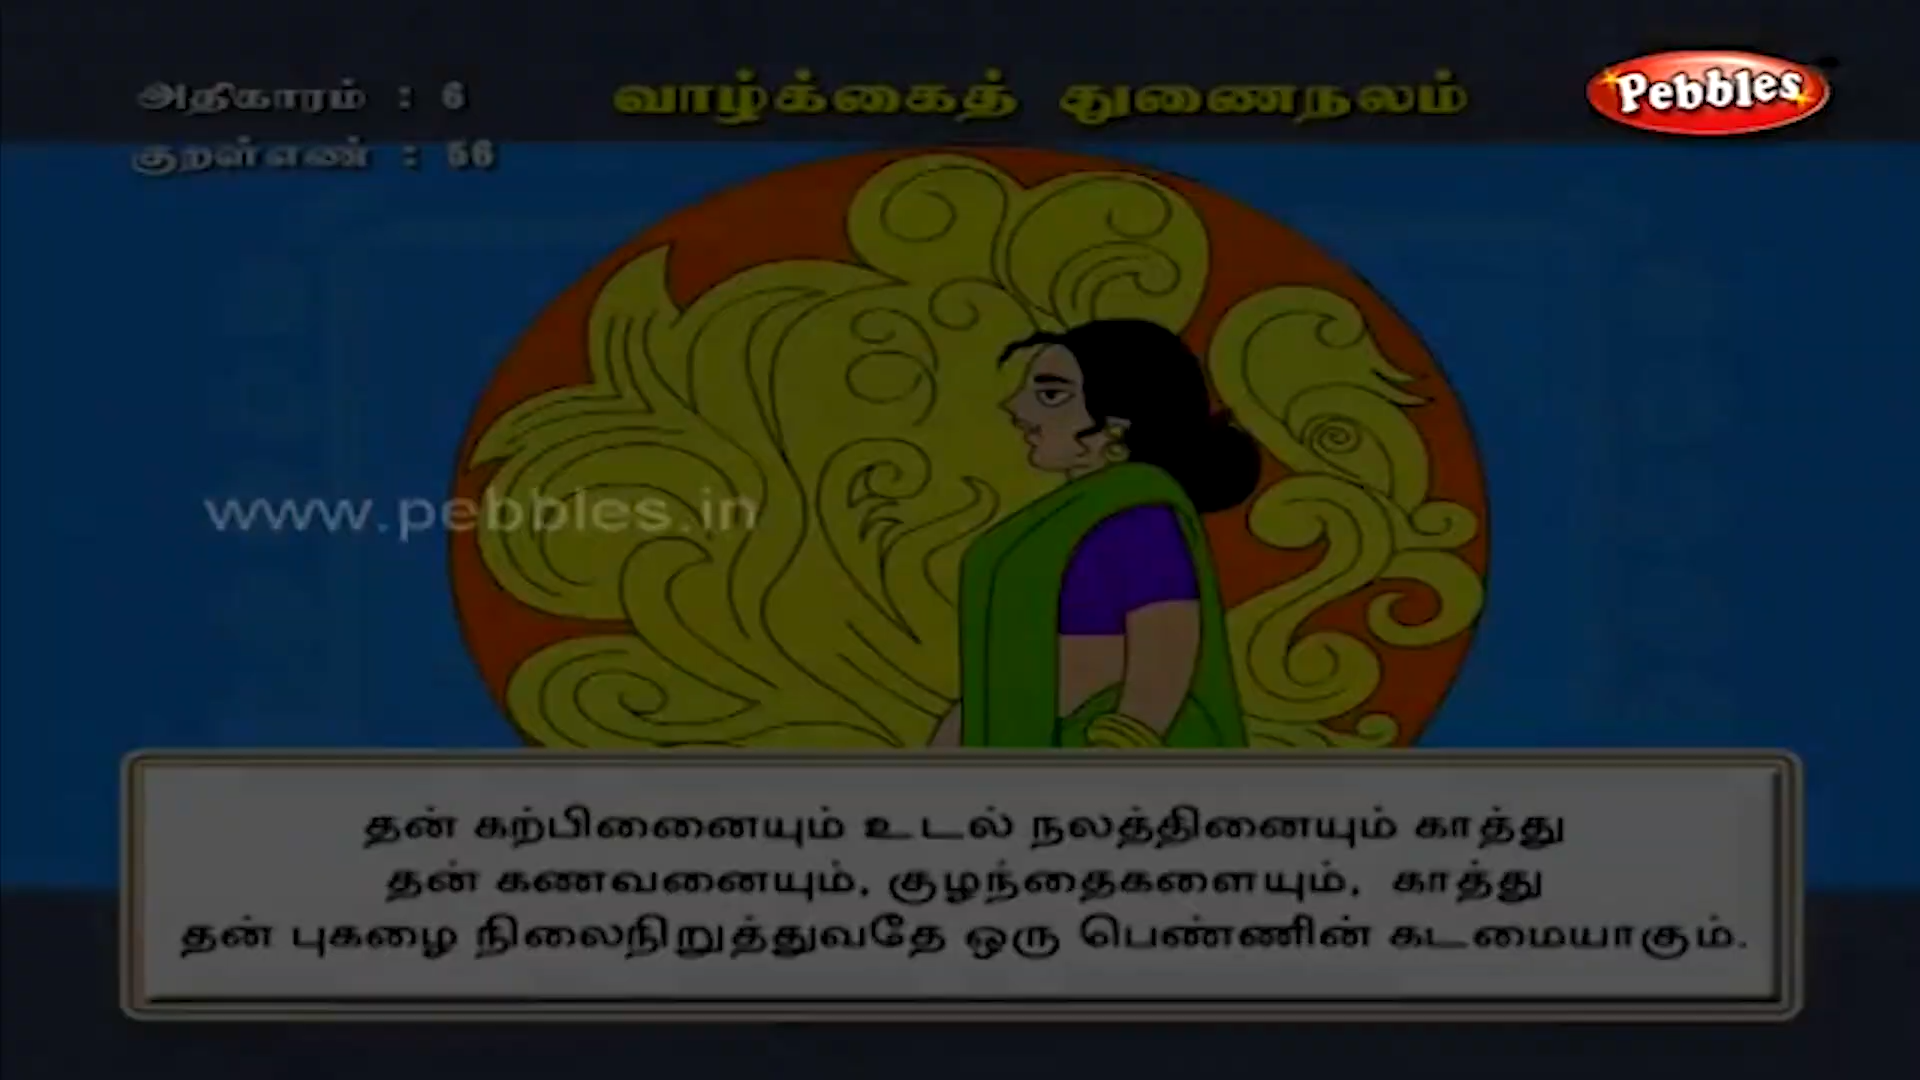 அதிகாரம் : 6 வாழ்க்கைத் துணைநலம்
Pebbles
குறள்எண் : 56
www.pebbles.in
தன் கற்பினையும் உடல் நலத்தினையும் காத்து
தன் கணவனையும், குழந்தைகளையும், காத்து
தன் புகழை நிலைநிறுத்துவதே ஒரு பெண்ணின் கடமையாகும்.